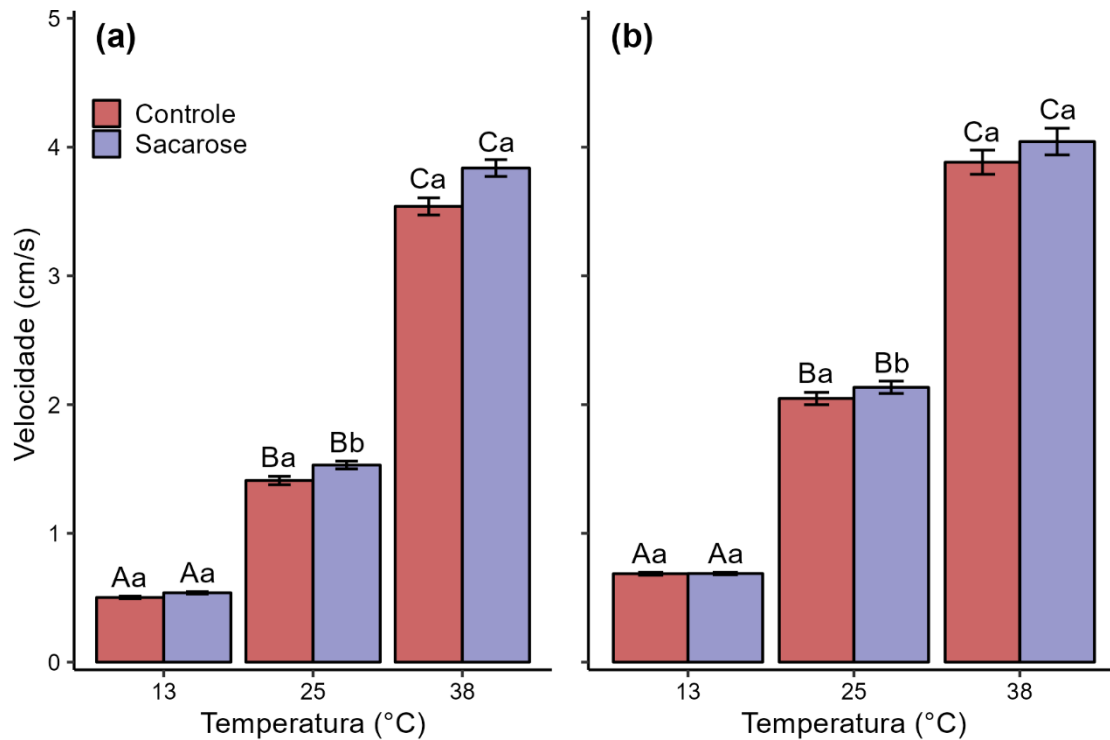 (a)
(b)
Controle
Sacarose
Velocidade (cm/s)
5
4
3
2
1
0
Aa
Aa
Ba
Bb
Ca
Ca
Aa
Aa
Ba
Bb
Ca
Ca
13
25
38
13
25
38
Temperatura (°C)
Temperatura (°C)